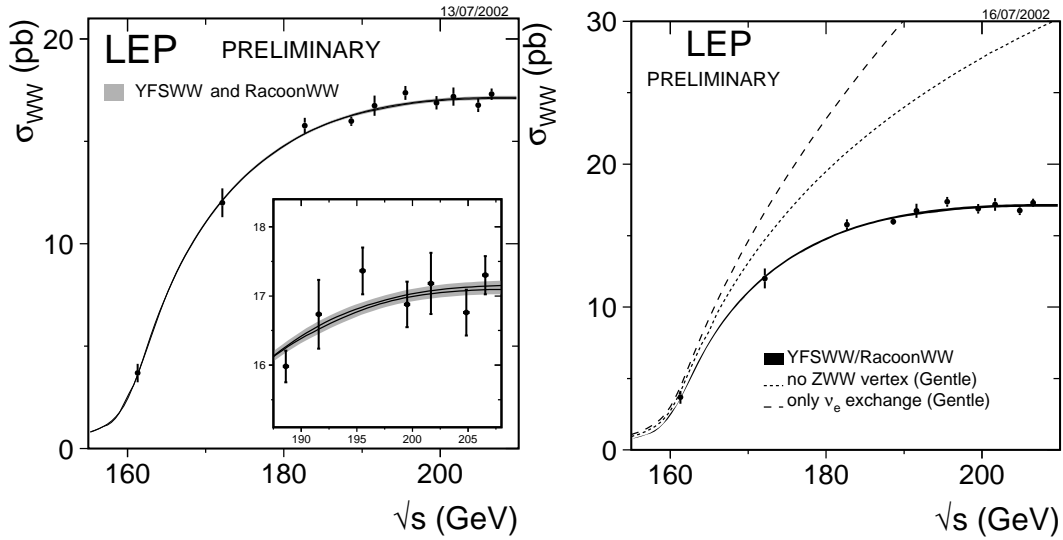 13/07/2002
LEP PRELIMINARY
YFSWW and RacoonWW
σWW (pb)
20
10
0
18
17
16
190 195 200 205
160 180 200
√s (GeV)
16/07/2002
LEP
PRELIMINARY
σWW (pb)
30
20
10
0
YFSWW/RacoonWW
no ZWW vertex (Gentle)
only νe exchange (Gentle)
160 180 200
√s (GeV)